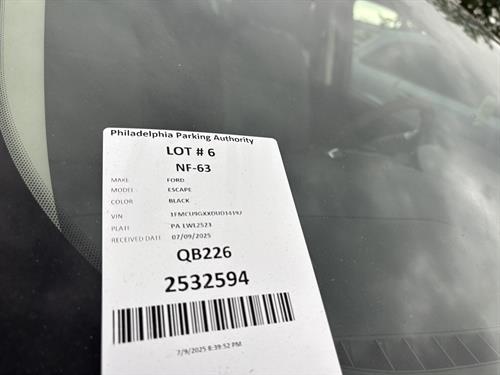 Philadelphia Parking Authority
LOT # 6
NF-63
MAKE FORD
MODEL ESCAPE
COLOR BLACK
VIN
PLATE PA LWL2523
RECEIVED DATE 07/09/2025
QB226
2532594
7/9/2025 8:39:52 PM